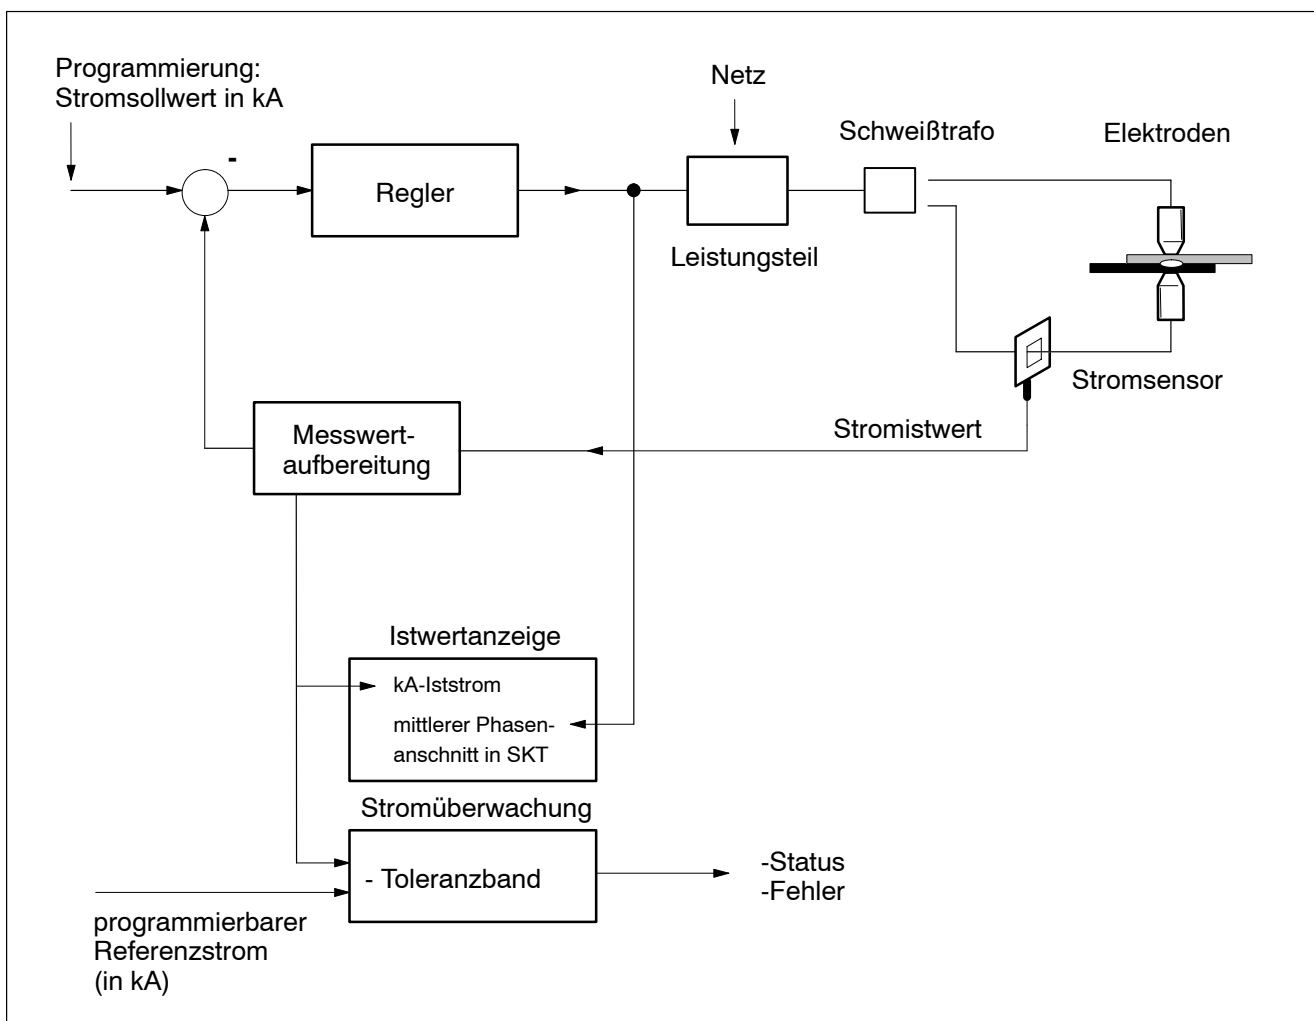 Programmierung:
Stromsollwert in kA
Netz
Schweißtrafo
Elektroden
-
Regler
Leistungsteil
Stromsensor
Messwert-
aufbereitung
Stromistwert
Istwertanzeige
kA-Iststrom
mittlerer Phasen-
anschnitt in SKT
Stromüberwachung
- Toleranzband
-Status
-Fehler
programmierbarer
Referenzstrom
(in kA)